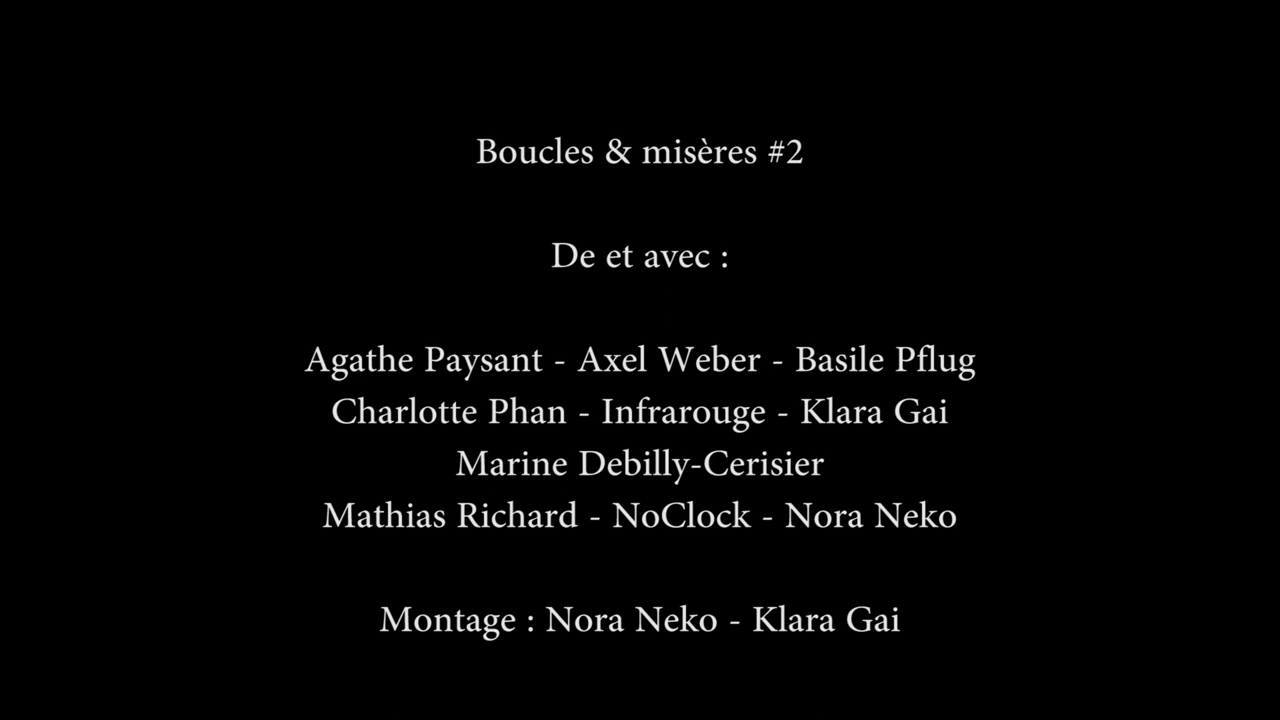 Boucles & misères #2
De et avec :
Agathe Paysant - Axel Weber - Basile Pflug
Charlotte Phan - Infrarouge - Klara Gai
Marine Debilly-Cerisier
Mathias Richard - NoClock - Nora Neko
Montage : Nora Neko - Klara Gai